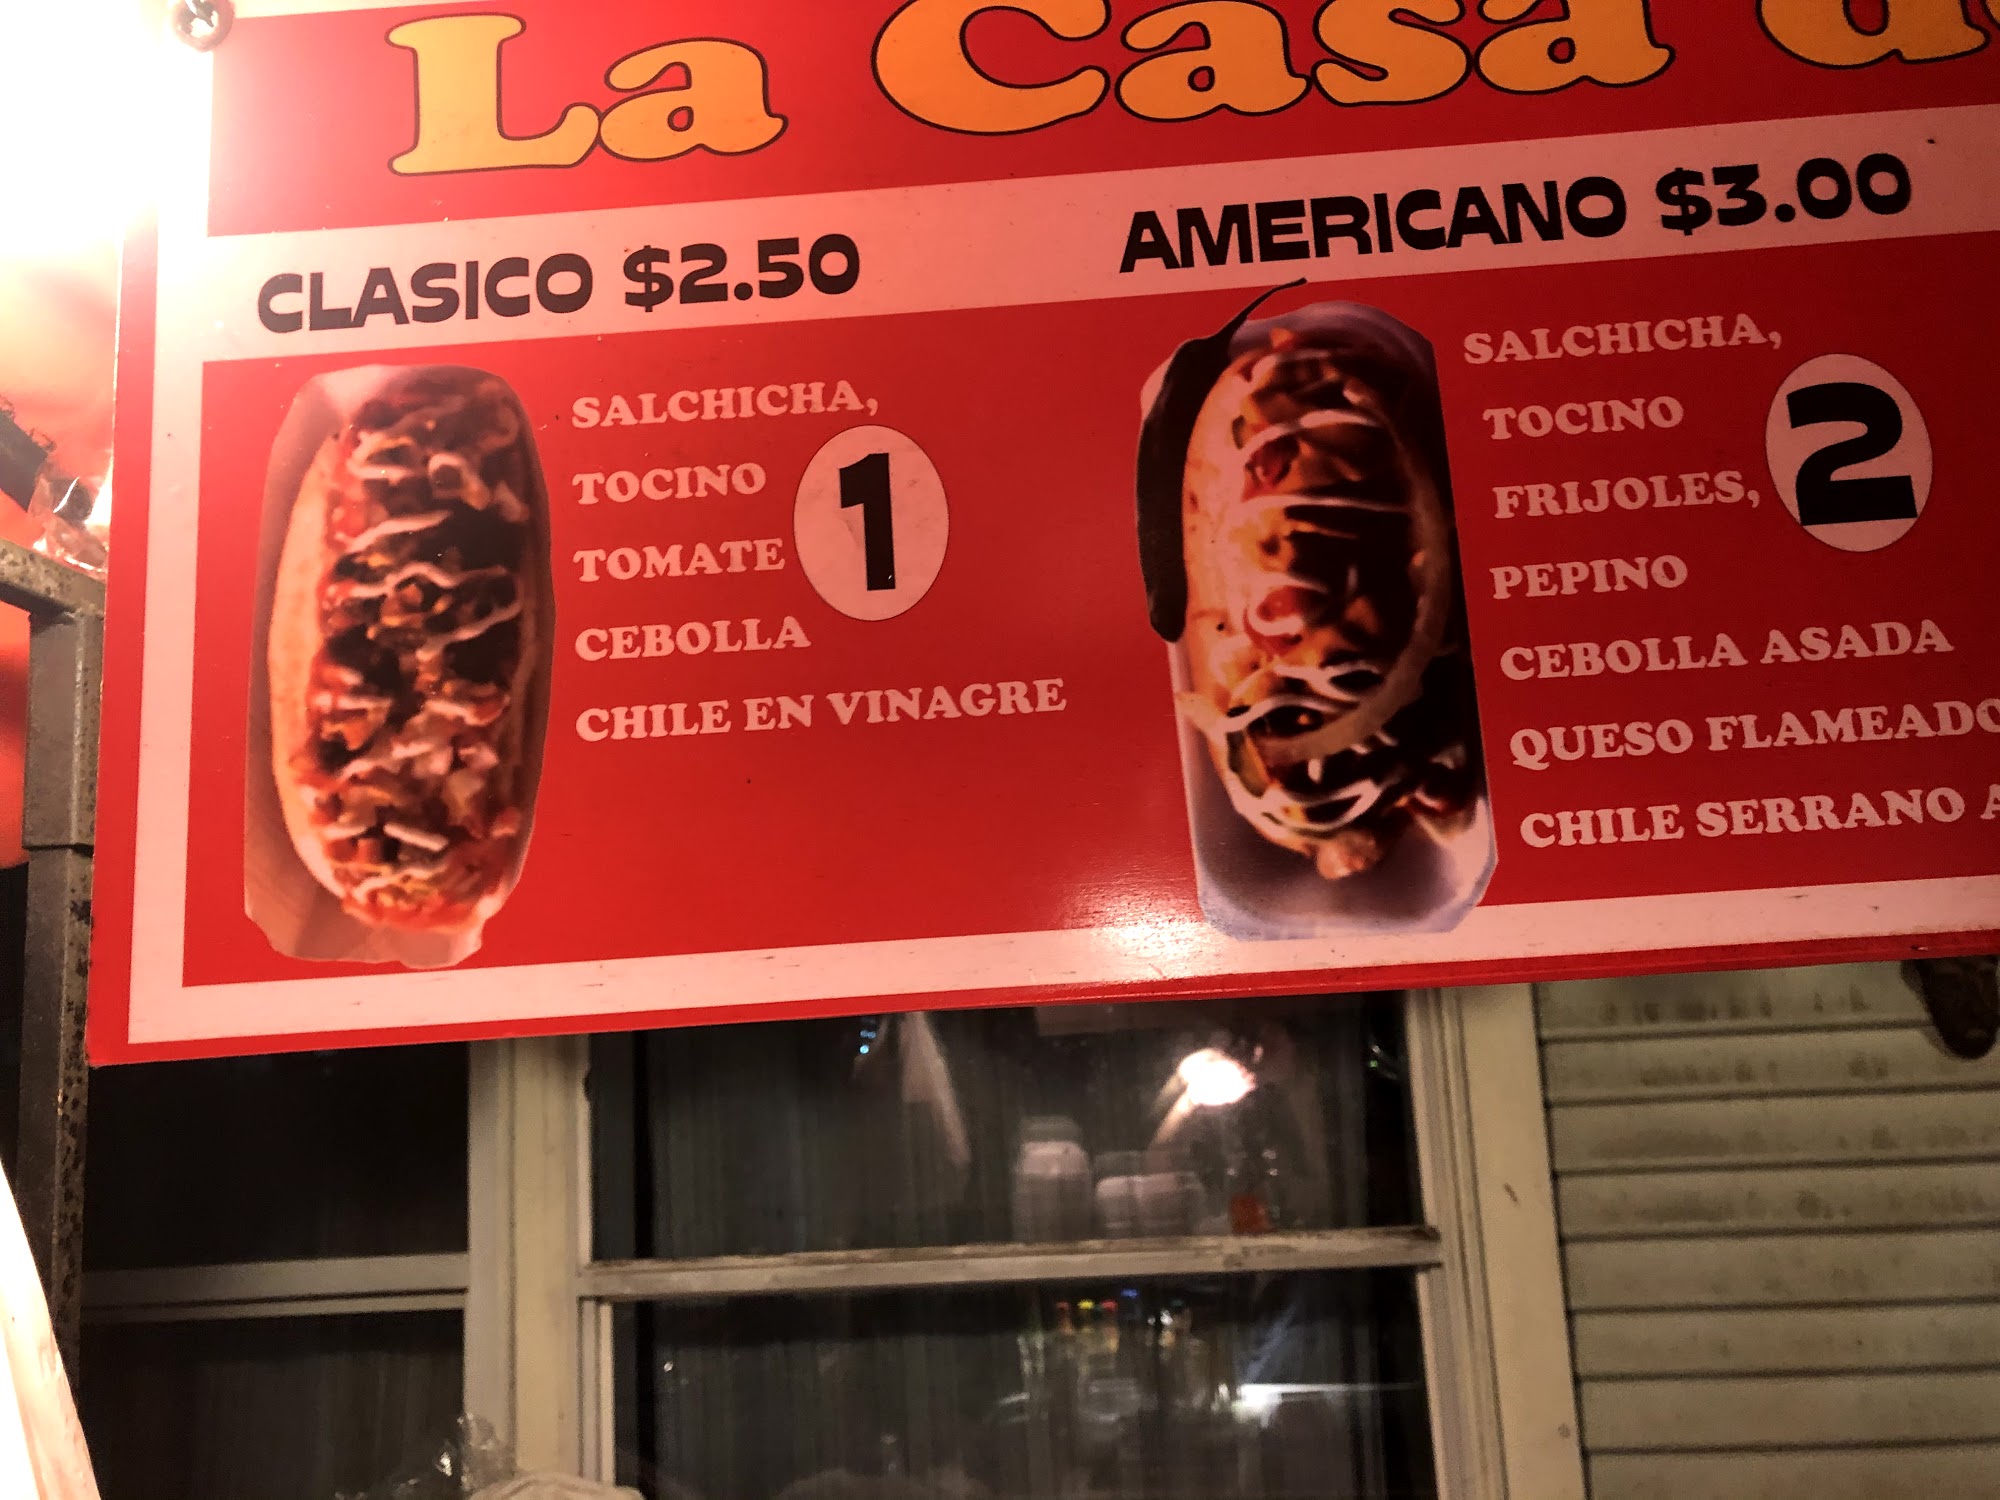 La Casa
CLASICO $2.50
SALCHICHA,
TOCINO
TOMATE
CEBOLLA
CHILE EN VINAGRE
1
AMERICANO $3.00
SALCHICHA,
TOCINO
FRIJOLES,
PEPINO
CEBOLLA ASADA
QUESO FLAMEADO
CHILE SERRANO
2